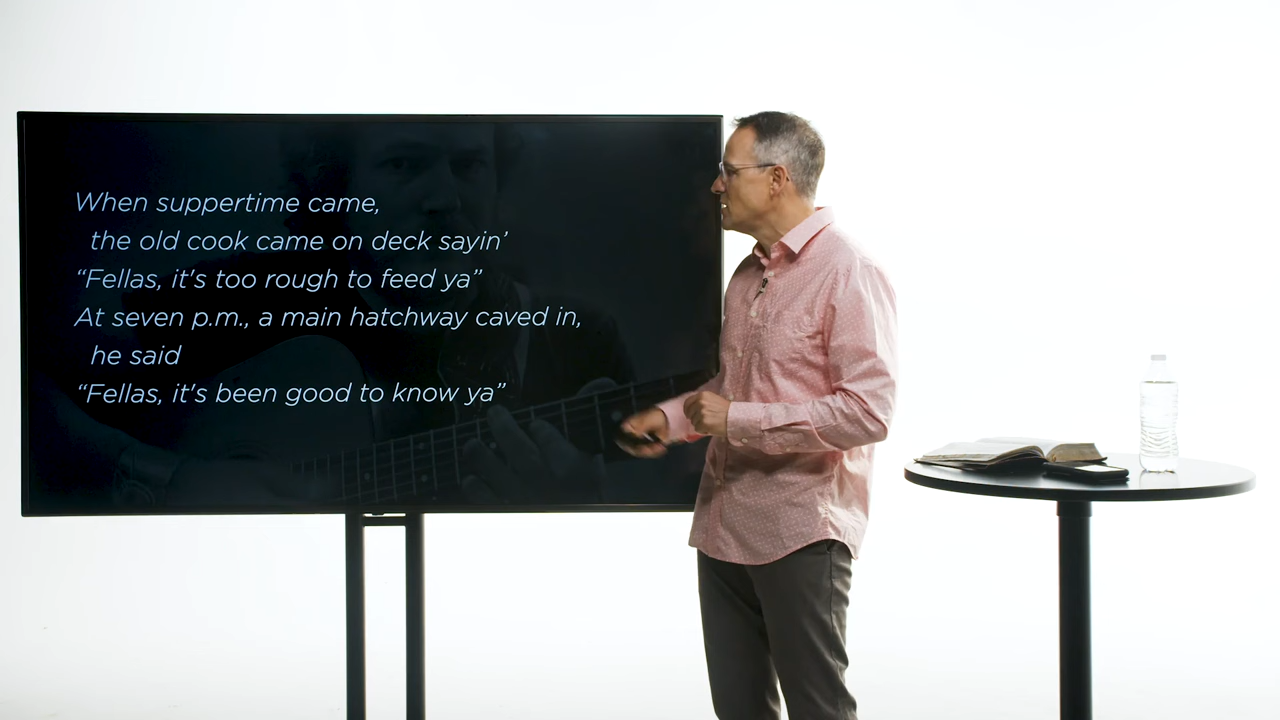 When suppertime came,
the old cook came on deck sayin’
“Fellas, it's too rough to feed ya”
At seven p.m., a main hatchway caved in,
he said
“Fellas, it's been good to know ya”